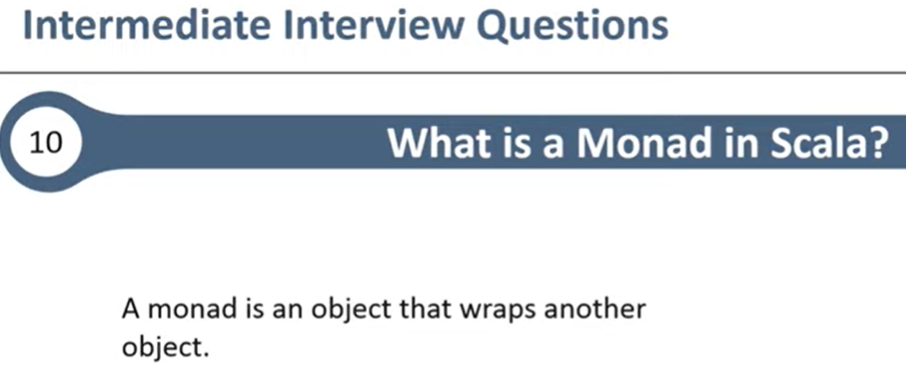 Intermediate Interview Questions
10
What is a Monad in Scala?
A monad is an object that wraps another
object.